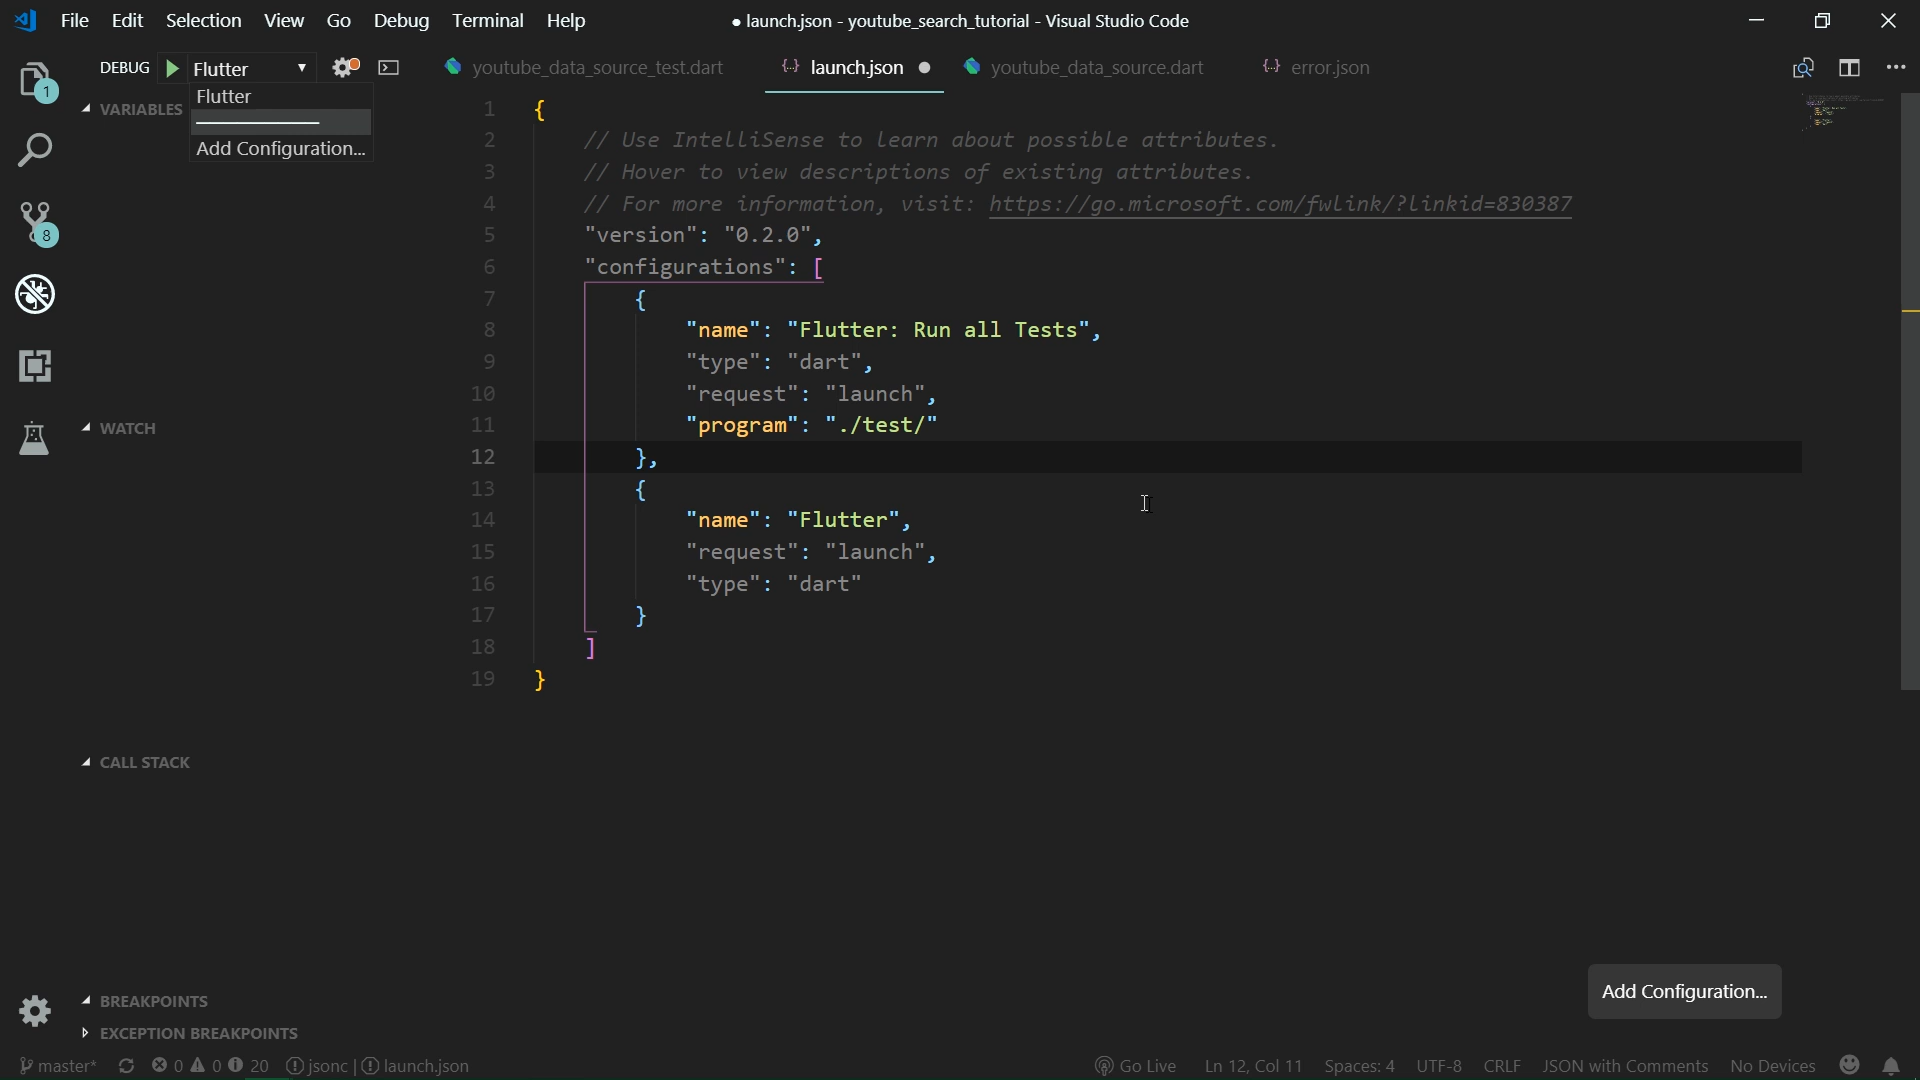 File Edit Selection View Go Debug Terminal Help
● launch.json - youtube_search_tutorial - Visual Studio Code
DEBUG Flutter
youtube_data_source_test.dart
launch.json ●
youtube_data_source.dart
error.json
Flutter
Add Configuration...
1
8
VARIABLES
WATCH
CALL STACK
BREAKPOINTS
EXCEPTION BREAKPOINTS
1 {
2 // Use IntelliSense to learn about possible attributes.
3 // Hover to view descriptions of existing attributes.
4 // For more information, visit: https://go.microsoft.com/fwlink/?linkid=830387
5 "version": "0.2.0",
6 "configurations": [
7 {
8 "name": "Flutter: Run all Tests",
9 "type": "dart",
10 "request": "launch",
11 "program": "./test/"
12 },
13 {
14 "name": "Flutter",
15 "request": "launch",
16 "type": "dart"
17 }
18 ]
19 }
Add Configuration...
master* 0 0 20 jsonc | launch.json
Go Live Ln 12, Col 11 Spaces: 4 UTF-8 CRLF JSON with Comments No Devices